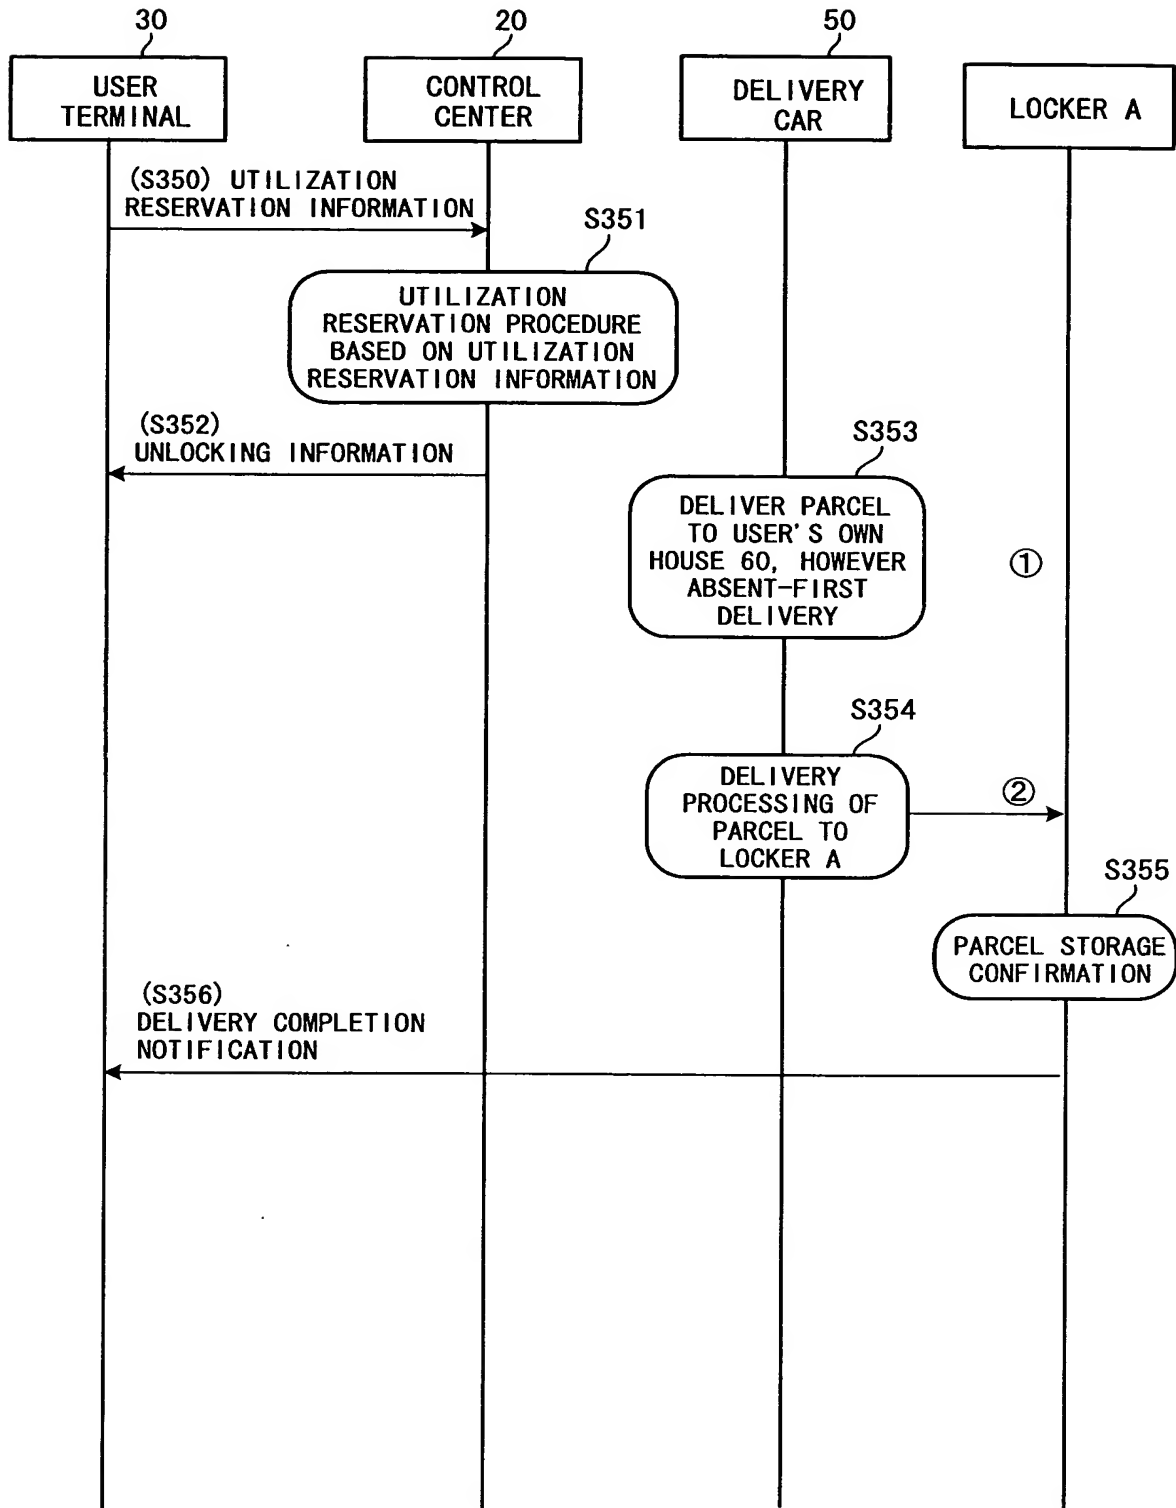 30
20
50
USER
TERMINAL
CONTROL
CENTER
DELIVERY
CAR
LOCKER A
(S350) UTILIZATION
RESERVATION INFORMATION
S351
UTILIZATION
RESERVATION PROCEDURE
BASED ON UTILIZATION
RESERVATION INFORMATION
(S352)
UNLOCKING INFORMATION
S353
DELIVER PARCEL
TO USER'S OWN
HOUSE 60, HOWEVER
ABSENT-FIRST
DELIVERY
①
S354
DELIVERY
PROCESSING OF
PARCEL TO
LOCKER A
②
S355
PARCEL STORAGE
CONFIRMATION
(S356)
DELIVERY COMPLETION
NOTIFICATION